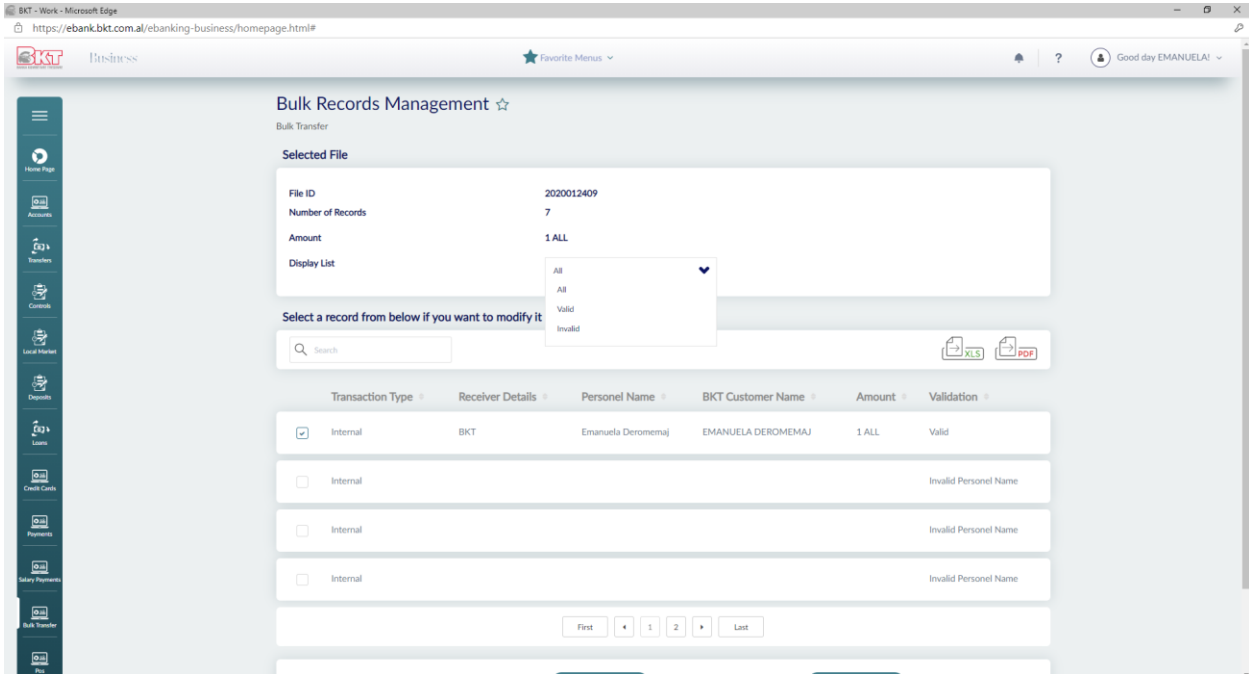 BKT - Work - Microsoft Edge
https://ebank.bkt.com.al/ebanking-business/homepage.html#
BKT Business Favorite Menus ? Good day EMANUELA!
Bulk Records Management
Bulk Transfer
Selected File
File ID 2020012409
Number of Records 7
Amount 1 ALL
Display List All
All
Valid
Invalid
Select a record from below if you want to modify it
Search XLS PDF
Transaction Type Receiver Details Personel Name BKT Customer Name Amount Validation
Internal BKT Emanuela Deromemaj EMANUELA DEROMEMAJ 1 ALL Valid
Internal Invalid Personel Name
Internal Invalid Personel Name
Internal Invalid Personel Name
First 1 2 Last
Home Page
Accounts
Transfers
Controls
Local Market
Deposits
Loans
Credit Cards
Payments
Salary Payments
Bulk Transfer
Pos